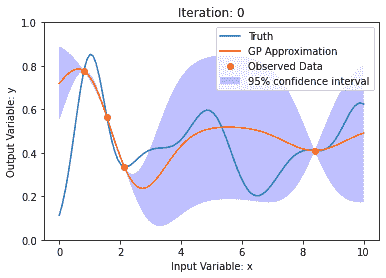 Iteration: 0
Truth
GP Approximation
Observed Data
95% confidence interval
1.0
0.8
0.6
0.4
0.2
0.0
Output Variable: y
0
2
4
6
8
10
Input Variable: x